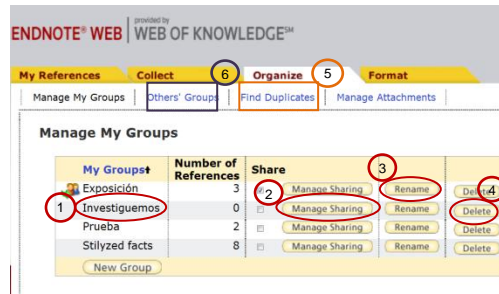 provided by
ENDNOTE® WEB | WEB OF KNOWLEDGE℠
My References Collect 6 Organize 5 Format
Manage My Groups | Others' Groups | Find Duplicates | Manage Attachments
Manage My Groups
My Groups Number of References Share 3
Exposición 3 2 Manage Sharing Rename Delete 4
1 Investiguemos 0 Manage Sharing Rename Delete
Prueba 2 Manage Sharing Rename Delete
Stilyzed facts 8 Manage Sharing Rename Delete
New Group